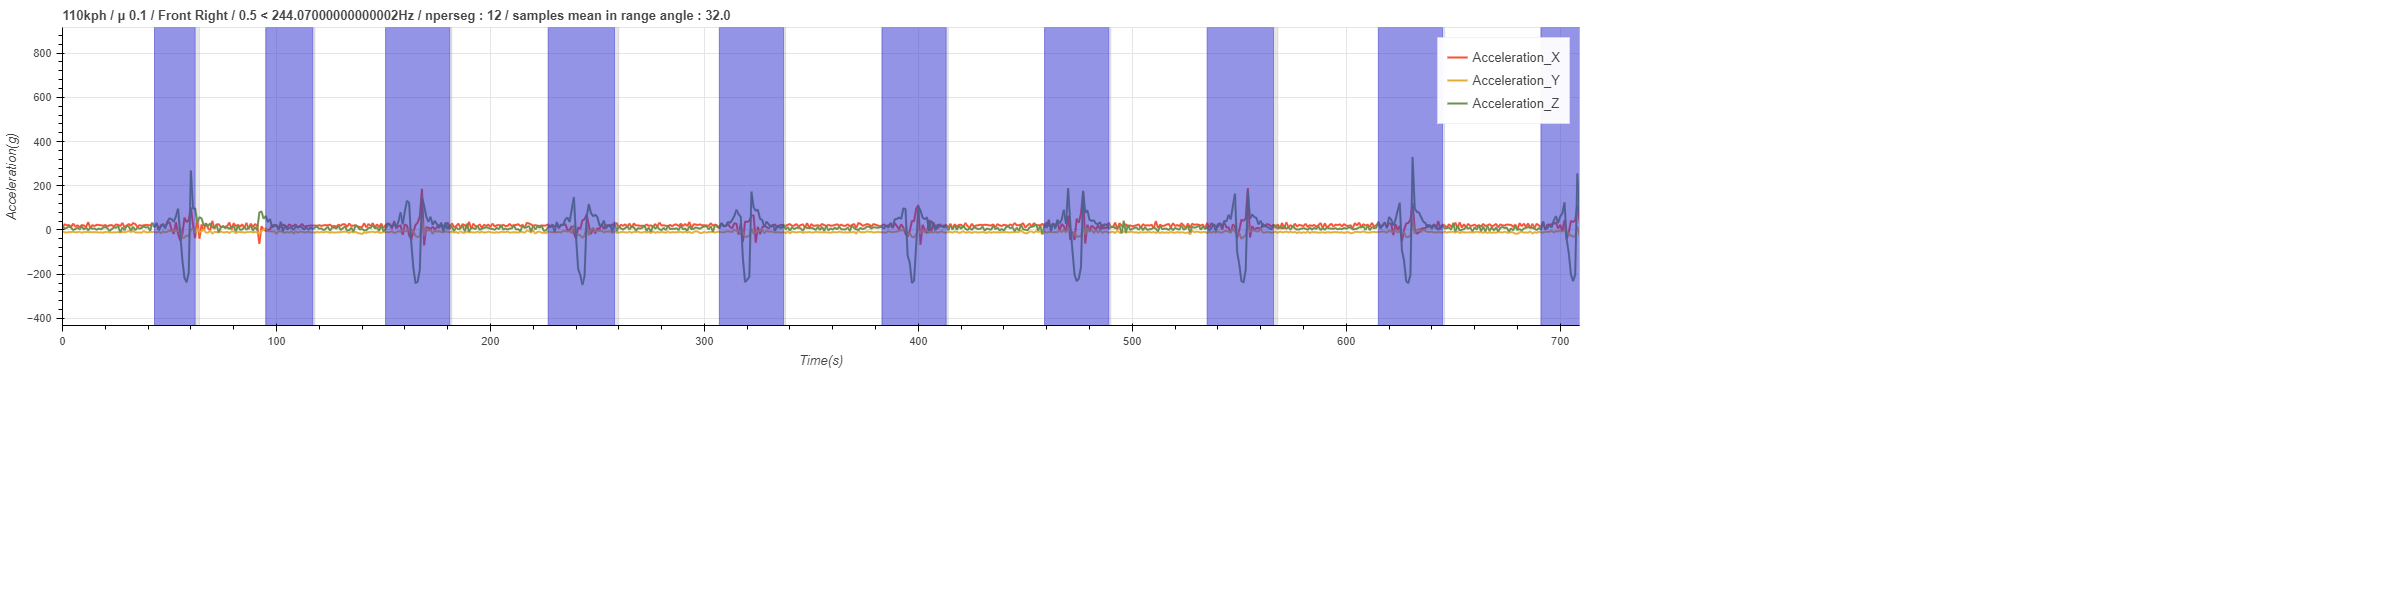 110kph / μ 0.1 / Front Right / 0.5 < 244.07000000000002Hz / nperseg : 12 / samples mean in range angle : 32.0
Acceleration(g)
800
600
400
200
0
−200
−400
0
100
200
300
400
500
600
700
Time(s)
Acceleration_X
Acceleration_Y
Acceleration_Z